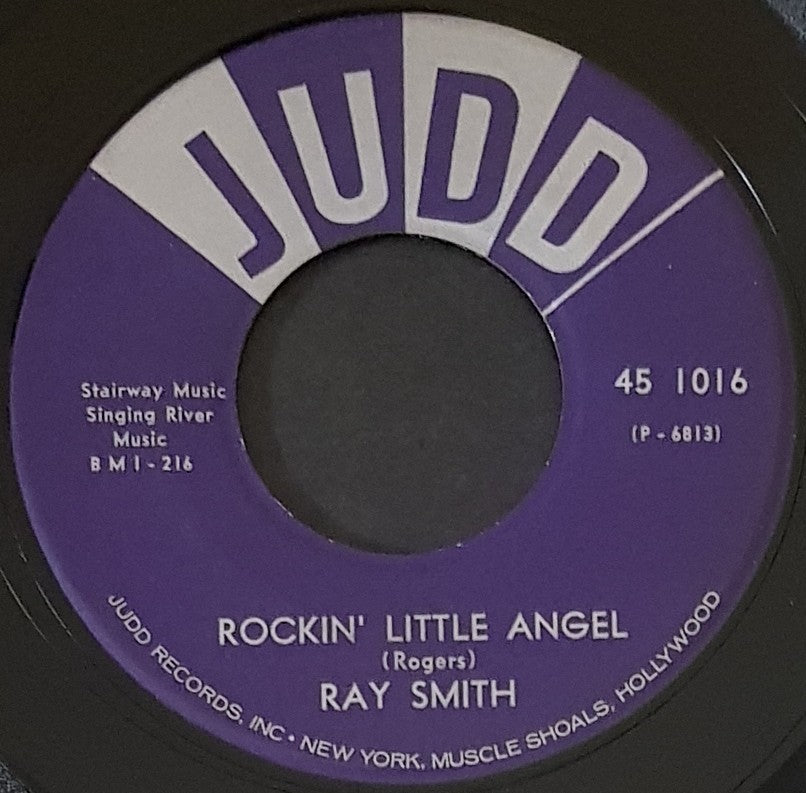 JUDD
Stairway Music
Singing River
Music
BMI-216
45 1016
(P-6813)
ROCKIN' LITTLE ANGEL
(Rogers)
RAY SMITH
JUDD RECORDS, INC • NEW YORK, MUSCLE SHOALS, HOLLYWOOD